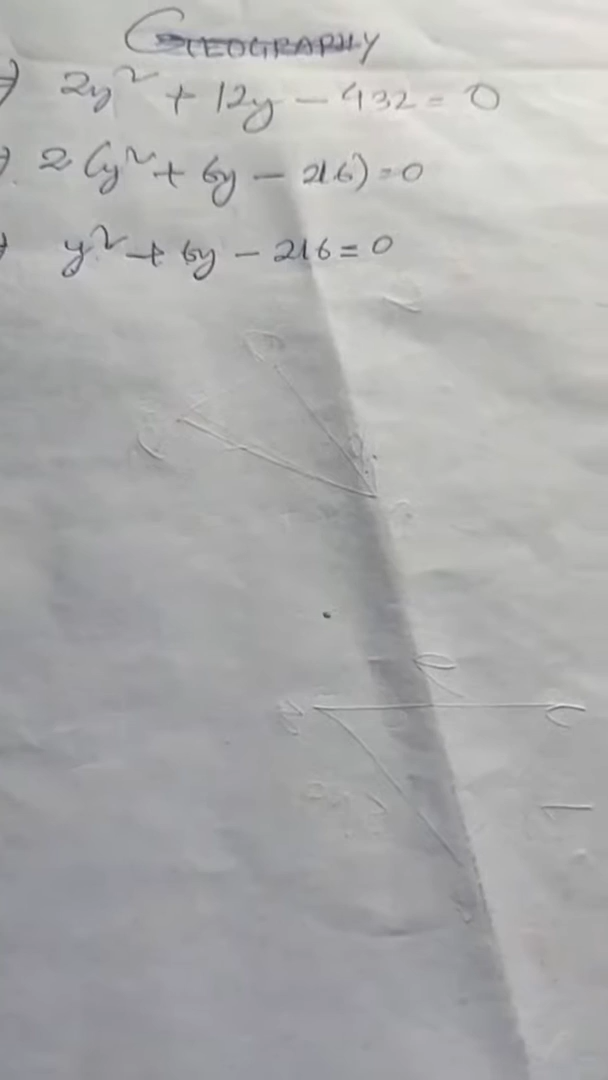 GEOGRAPHY
⇒ 2y² + 12y - 432 = 0
⇒ 2(y² + 6y - 216) = 0
⇒ y² + 6y - 216 = 0